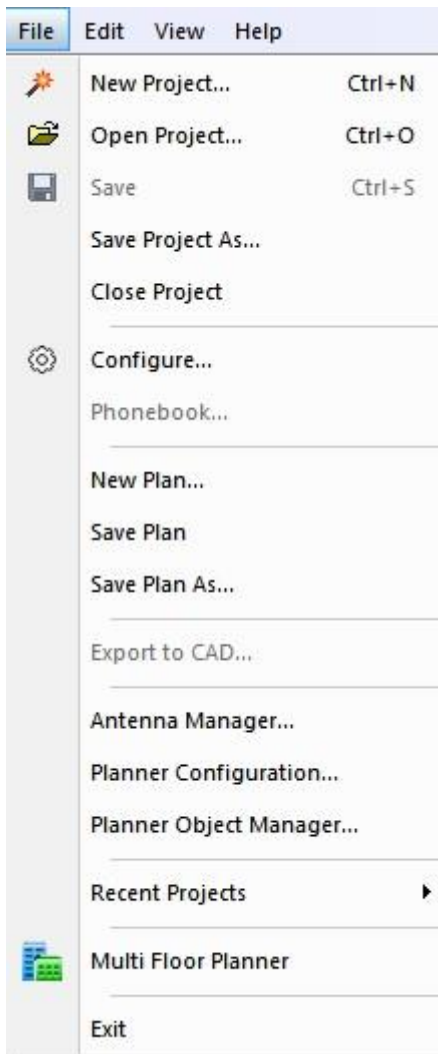 File Edit View Help
New Project... Ctrl+N
Open Project... Ctrl+O
Save Ctrl+S
Save Project As...
Close Project
Configure...
Phonebook...
New Plan...
Save Plan
Save Plan As...
Export to CAD...
Antenna Manager...
Planner Configuration...
Planner Object Manager...
Recent Projects
Multi Floor Planner
Exit